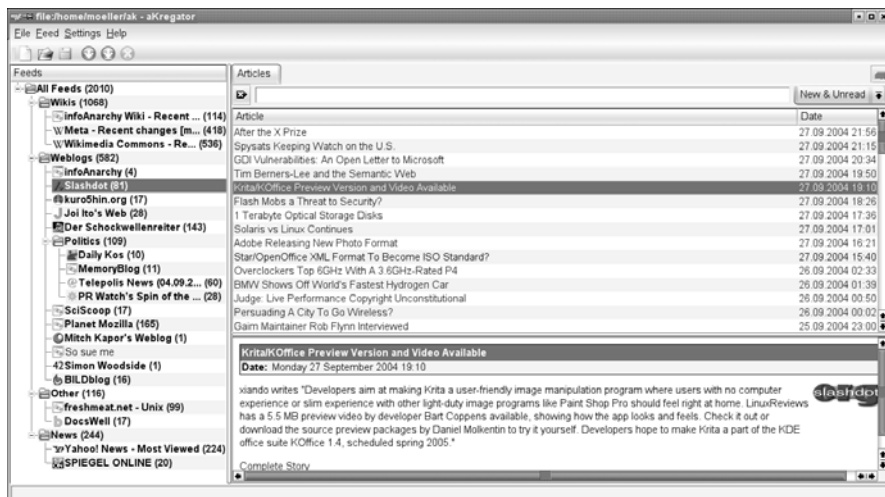 file:/home/moeller/ak - aKregator
File Feed Settings Help
Feeds
All Feeds (2010)
Wikis (1068)
infoAnarchy Wiki - Recent ... (114)
Meta - Recent changes [m... (418)
Wikimedia Commons - Re... (536)
Weblogs (582)
infoAnarchy (4)
Slashdot (81)
kuro5hin.org (17)
Joi Ito's Web (28)
Der Schockwellenreiter (143)
Politics (109)
Daily Kos (10)
MemoryBlog (11)
Telepolis News (04.09.2... (60)
PR Watch's Spin of the ... (28)
SciScoop (17)
Planet Mozilla (165)
Mitch Kapor's Weblog (1)
So sue me
42 Simon Woodside (1)
BILDblog (16)
Other (116)
freshmeat.net - Unix (99)
DocsWell (17)
News (244)
Yahoo! News - Most Viewed (224)
SPIEGEL ONLINE (20)
Articles
New & Unread
Article Date
After the X Prize 27.09.2004 21:56
Spysats Keeping Watch on the U.S. 27.09.2004 21:15
GDI Vulnerabilities: An Open Letter to Microsoft 27.09.2004 20:34
Tim Berners-Lee and the Semantic Web 27.09.2004 19:50
Krita/KOffice Preview Version and Video Available 27.09.2004 19:10
Flash Mobs a Threat to Security? 27.09.2004 18:26
1 Terabyte Optical Storage Disks 27.09.2004 17:36
Solaris vs Linux Continues 27.09.2004 17:01
Adobe Releasing New Photo Format 27.09.2004 16:21
Star/OpenOffice XML Format To Become ISO Standard? 27.09.2004 15:40
Overclockers Top 6GHz With A 3.6GHz-Rated P4 26.09.2004 02:33
BMW Shows Off World's Fastest Hydrogen Car 26.09.2004 01:39
Judge: Live Performance Copyright Unconstitutional 26.09.2004 00:50
Persuading A City To Go Wireless? 26.09.2004 00:02
Gaim Maintainer Rob Flynn Interviewed 25.09.2004 23:00
Krita/KOffice Preview Version and Video Available
Date: Monday 27 September 2004 19:10
xiando writes "Developers aim at making Krita a user-friendly image manipulation program where users with no computer
experience or slim experience with other light-duty image programs like Paint Shop Pro should feel right at home. LinuxReviews
has a 5.5 MB preview video by developer Bart Coppens available, showing how the app looks and feels. Check it out or
download the source preview packages by Daniel Molkentin to try it yourself. Developers hope to make Krita a part of the KDE
office suite KOffice 1.4, scheduled spring 2005."
slashdot
Complete Story